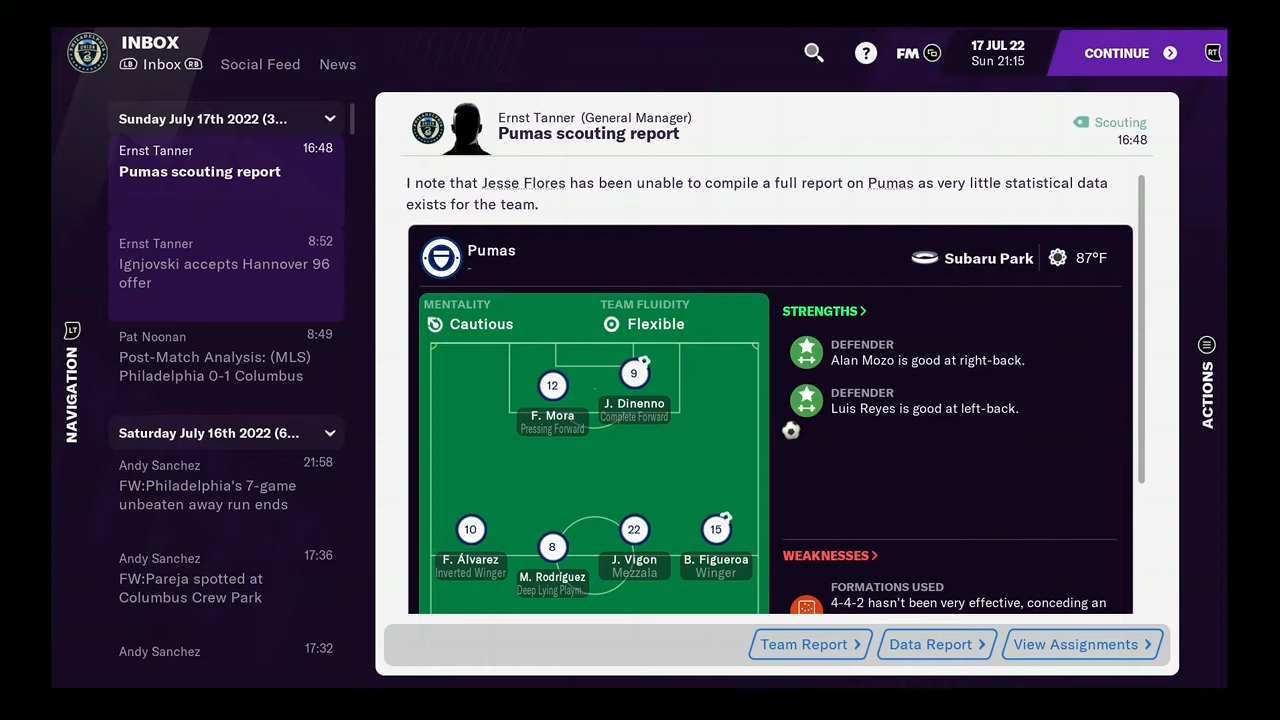 INBOX
LB Inbox RB Social Feed News
FM
17 JUL 22
Sun 21:15
CONTINUE
RT
LT
NAVIGATION
Sunday July 17th 2022 (3...
Ernst Tanner 16:48
Pumas scouting report
Ernst Tanner 8:52
Ignjovski accepts Hannover 96
offer
Pat Noonan 8:49
Post-Match Analysis: (MLS)
Philadelphia 0-1 Columbus
Saturday July 16th 2022 (6...
Andy Sanchez 21:58
FW:Philadelphia's 7-game
unbeaten away run ends
Andy Sanchez 17:36
FW:Pareja spotted at
Columbus Crew Park
Andy Sanchez 17:32
Ernst Tanner (General Manager)
Pumas scouting report
Scouting
16:48
I note that Jesse Flores has been unable to compile a full report on Pumas as very little statistical data
exists for the team.
Pumas
-
Subaru Park 87°F
MENTALITY
Cautious
TEAM FLUIDITY
Flexible
9
J. Dinenno
Complete Forward
12
F. Mora
Pressing Forward
10
F. Álvarez
Inverted Winger
8
M. Rodríguez
Deep Lying Playm...
22
J. Vigon
Mezzala
15
B. Figueroa
Winger
STRENGTHS
DEFENDER
Alan Mozo is good at right-back.
DEFENDER
Luis Reyes is good at left-back.
WEAKNESSES
FORMATIONS USED
4-4-2 hasn't been very effective, conceding an
Team Report
Data Report
View Assignments
ACTIONS